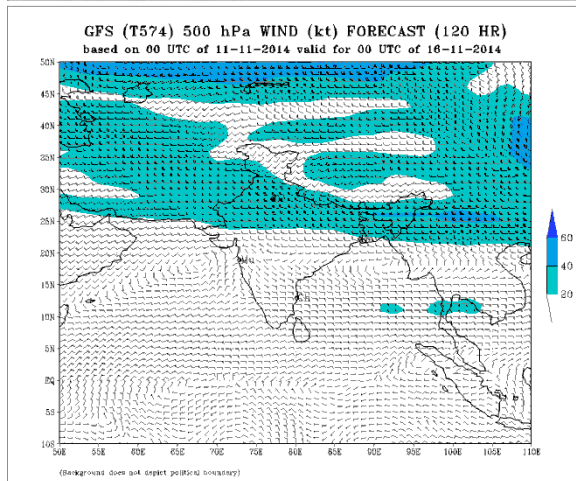 GFS (T574) 500 hPa WIND (kt) FORECAST (120 HR)
based on 00 UTC of 11-11-2014 valid for 00 UTC of 16-11-2014
50N
45N
40N
35N
30N
25N
20N
15N
10N
5N
EQ
5S
10S
50E 55E 60E 65E 70E 75E 80E 85E 90E 95E 100E 105E 110E
60
40
20
(Background does not depict political boundary)